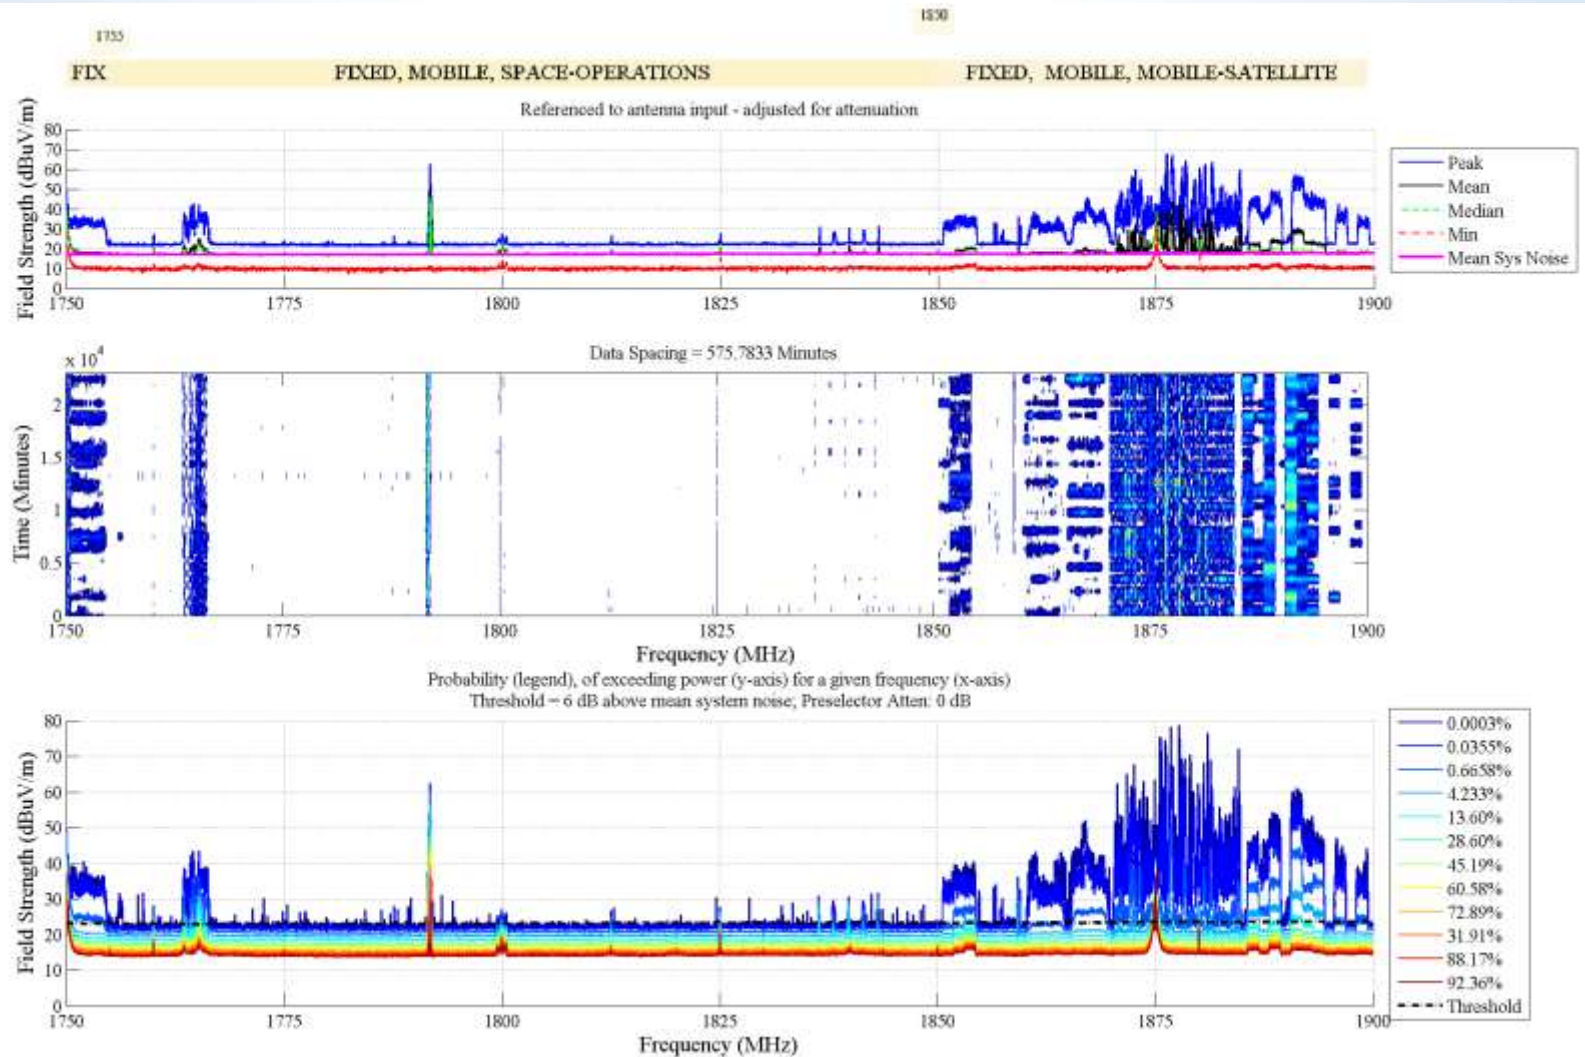 1850
1755
FIX FIXED, MOBILE, SPACE-OPERATIONS FIXED, MOBILE, MOBILE-SATELLITE
Referenced to antenna input - adjusted for attenuation
Field Strength (dBuV/m)
80
70
60
50
40
30
20
10
0
1750 1775 1800 1825 1850 1875 1900
Peak
Mean
Median
Min
Mean Sys Noise
Data Spacing = 575.7833 Minutes
x 10^4
Time (Minutes)
2
1.5
1
0.5
0
1750 1775 1800 1825 1850 1875 1900
Frequency (MHz)
Probability (legend), of exceeding power (y-axis) for a given frequency (x-axis)
Threshold = 6 dB above mean system noise; Preselector Atten: 0 dB
Field Strength (dBuV/m)
80
70
60
50
40
30
20
10
0
1750 1775 1800 1825 1850 1875 1900
Frequency (MHz)
0.0003%
0.0355%
0.6658%
4.233%
13.60%
28.60%
45.19%
60.58%
72.89%
31.91%
88.17%
92.36%
Threshold